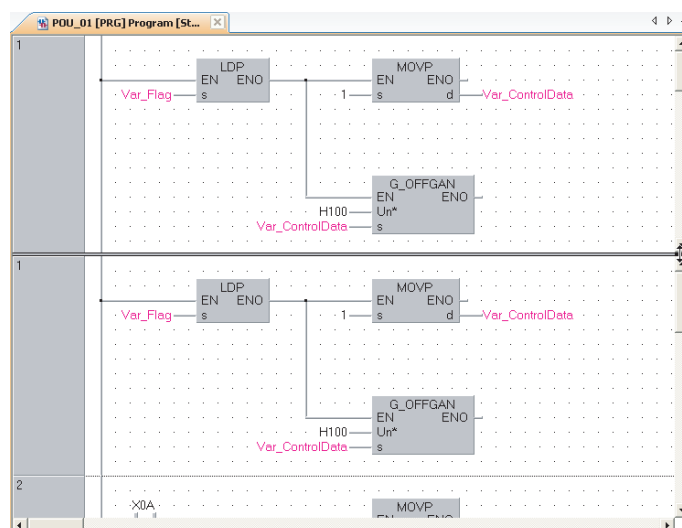 POU_01 [PRG] Program [St...
1
LDP
MOVP
EN ENO
EN ENO
Var_Flag s
1 s d Var_ControlData
G_OFFGAN
EN ENO
H100 Un*
Var_ControlData s
1
LDP
MOVP
EN ENO
EN ENO
Var_Flag s
1 s d Var_ControlData
G_OFFGAN
EN ENO
H100 Un*
Var_ControlData s
2
X0A
MOVP
EN ENO